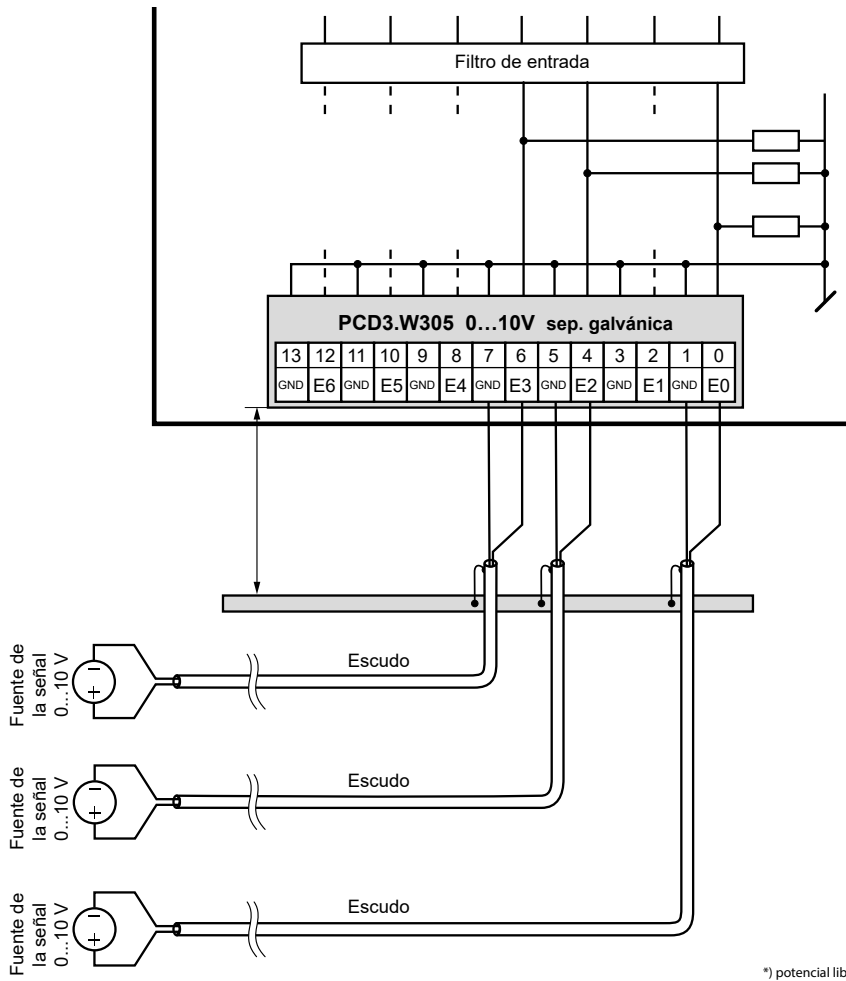 Filtro de entrada
PCD3.W305 0...10V sep. galvánica
13 12 11 10 9 8 7 6 5 4 3 2 1 0
GND E6 GND E5 GND E4 GND E3 GND E2 GND E1 GND E0
Fuente de
la señal
0...10 V
– +
Escudo
Fuente de
la señal
0...10 V
– +
Escudo
Fuente de
la señal
0...10 V
– +
Escudo
*) potencial lib